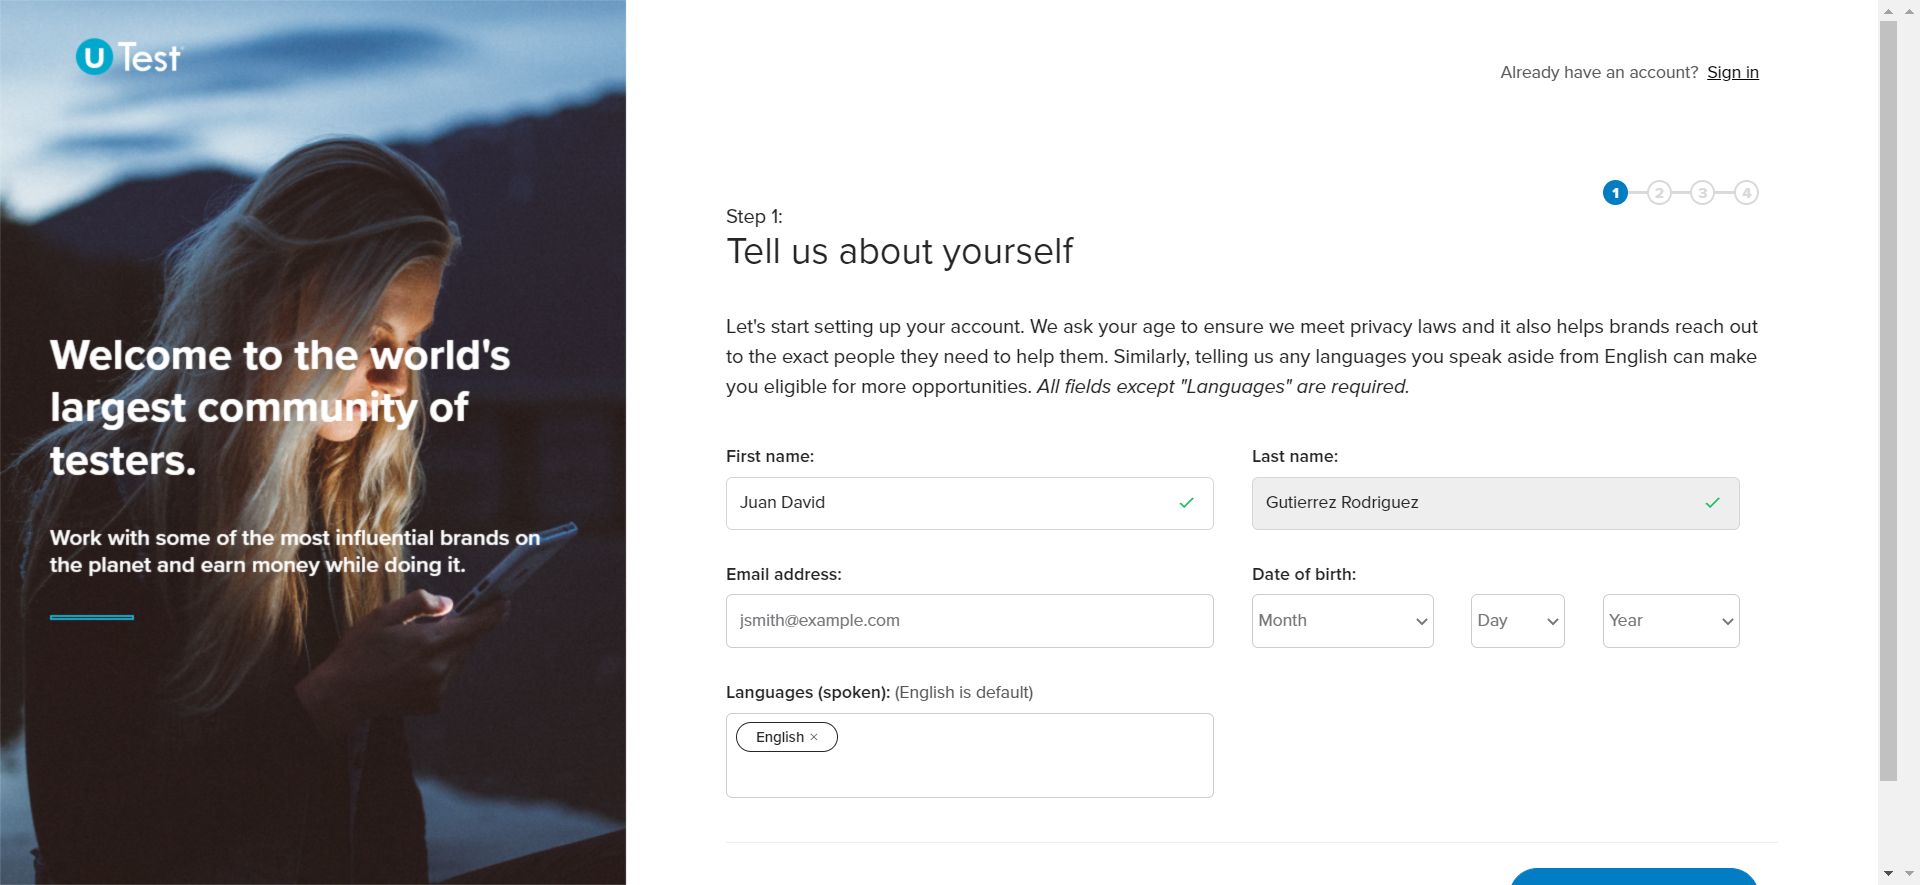 U Test
Already have an account? Sign in
1 2 3 4
Step 1:
Tell us about yourself
Welcome to the world's
largest community of
testers.
Work with some of the most influential brands on
the planet and earn money while doing it.
Let's start setting up your account. We ask your age to ensure we meet privacy laws and it also helps brands reach out
to the exact people they need to help them. Similarly, telling us any languages you speak aside from English can make
you eligible for more opportunities. All fields except "Languages" are required.
First name:
Last name:
Juan David
Gutierrez Rodriguez
Email address:
Date of birth:
jsmith@example.com
Month
Day
Year
Languages (spoken): (English is default)
English ×